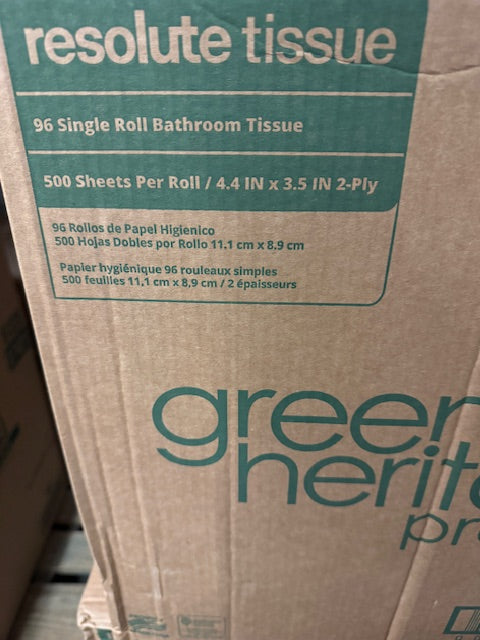 resolute tissue
96 Single Roll Bathroom Tissue
500 Sheets Per Roll / 4.4 IN x 3.5 IN 2-Ply
96 Rollos de Papel Higienico
500 Hojas Dobles por Rollo 11,1 cm x 8,9 cm
Papier hygiénique 96 rouleaux simples
500 feuilles 11,1 cm x 8,9 cm / 2 épaisseurs
green
herit
pr